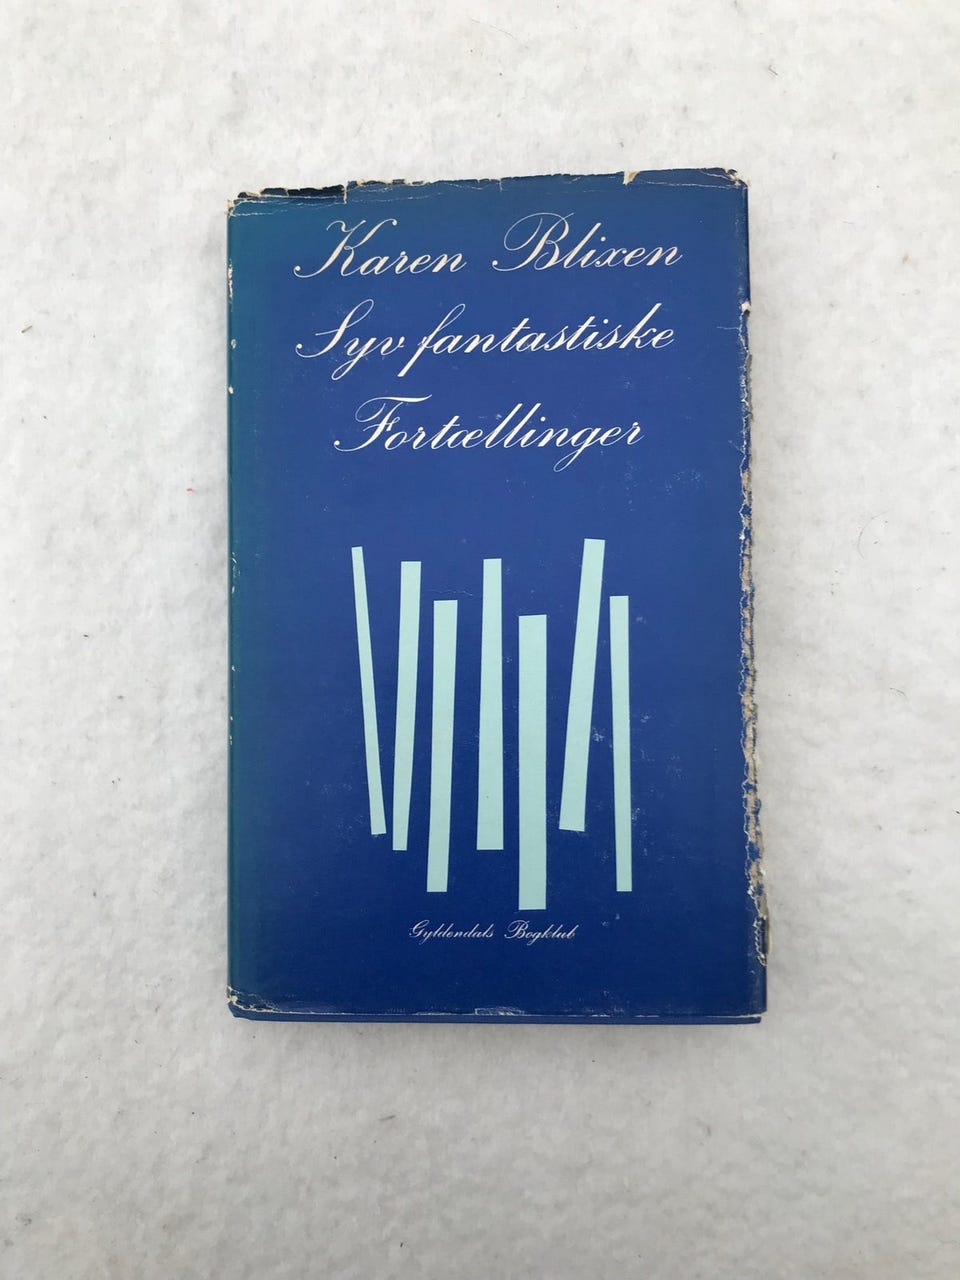 Karen Blixen
Syv fantastiske
Fortællinger
Gyldendals Bogklub